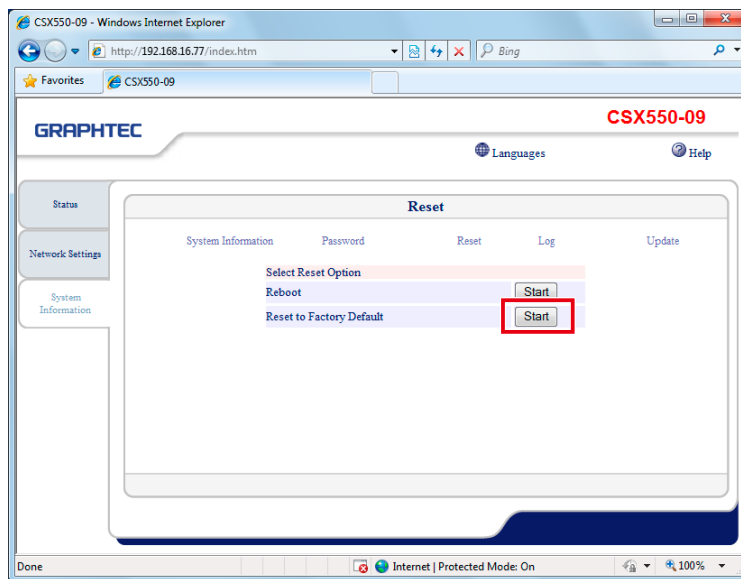 CSX550-09 - Windows Internet Explorer
http://192.168.16.77/index.htm
Bing
Favorites
CSX550-09
GRAPHTEC
CSX550-09
Languages
Help
Status
Network Settings
System
Information
Reset
System Information Password Reset Log Update
Select Reset Option
Reboot Start
Reset to Factory Default Start
Done
Internet | Protected Mode: On
100%